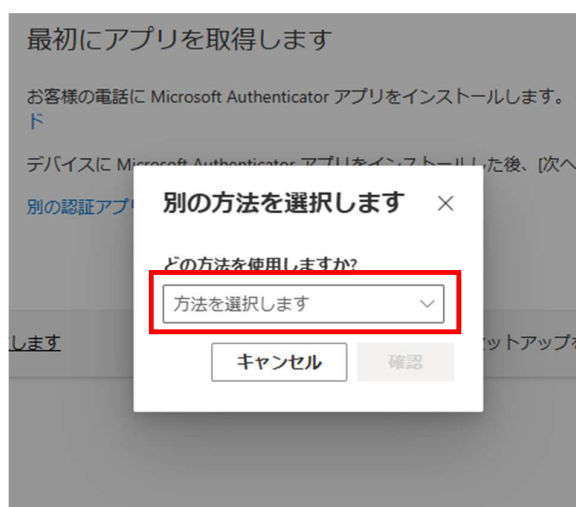 最初にアプリを取得します
お客様の電話に Microsoft Authenticator アプリをインストールします。
ド
デバイスに Microsoft Authenticator アプリをインストールした後、[次へ
別の認証アプ
別の方法を選択します
どの方法を使用しますか?
方法を選択します
します
ットアップ
キャンセル
確認